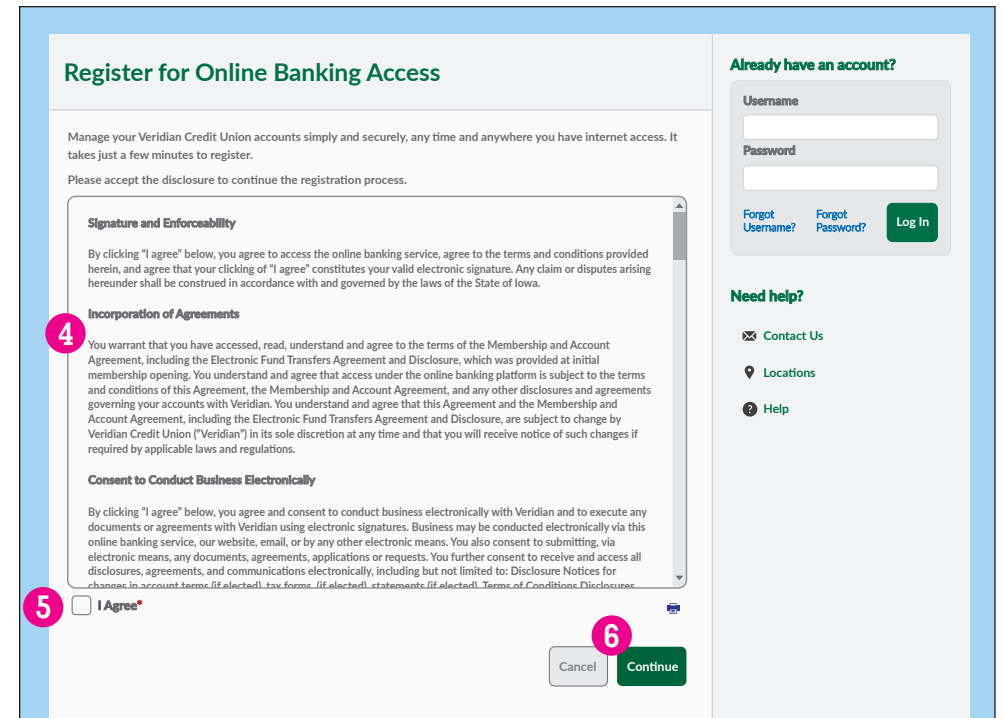 Register for Online Banking Access
Manage your Veridian Credit Union accounts simply and securely, any time and anywhere you have internet access. It
takes just a few minutes to register.
Please accept the disclosure to continue the registration process.
Signature and Enforceability
By clicking "I agree" below, you agree to access the online banking service, agree to the terms and conditions provided
herein, and agree that your clicking of "I agree" constitutes your valid electronic signature. Any claim or disputes arising
hereunder shall be construed in accordance with and governed by the laws of the State of Iowa.
Incorporation of Agreements
4
You warrant that you have accessed, read, understand and agree to the terms of the Membership and Account
Agreement, including the Electronic Fund Transfers Agreement and Disclosure, which was provided at initial
membership opening. You understand and agree that access under the online banking platform is subject to the terms
and conditions of this Agreement, the Membership and Account Agreement, and any other disclosures and agreements
governing your accounts with Veridian. You understand and agree that this Agreement and the Membership and
Account Agreement, including the Electronic Fund Transfers Agreement and Disclosure, are subject to change by
Veridian Credit Union ("Veridian") in its sole discretion at any time and that you will receive notice of such changes if
required by applicable laws and regulations.
Consent to Conduct Business Electronically
By clicking "I agree" below, you agree and consent to conduct business electronically with Veridian and to execute any
documents or agreements with Veridian using electronic signatures. Business may be conducted electronically via this
online banking service, our website, email, or by any other electronic means. You also consent to submitting, via
electronic means, any documents, agreements, applications or requests. You further consent to receive and access all
disclosures, agreements, and communications electronically, including but not limited to: Disclosure Notices for
changes in account terms (if elected), tax forms, (if elected), statements (if elected), Terms of Conditions Disclosures
5
I Agree*
6
Cancel
Continue
Already have an account?
Username
Password
Forgot Username?
Forgot Password?
Log In
Need help?
Contact Us
Locations
Help